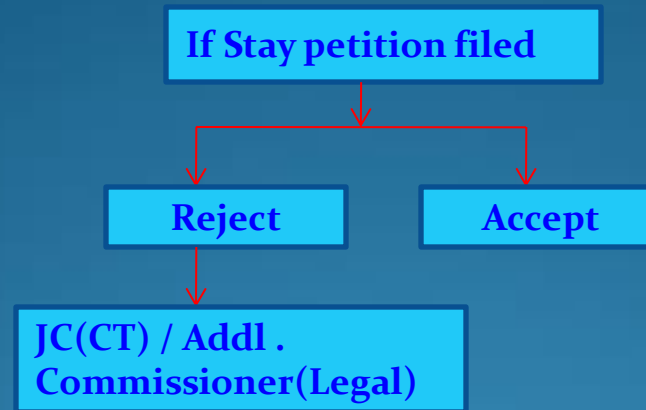 If Stay petition filed
Reject
Accept
JC(CT) / Addl .
Commissioner(Legal)